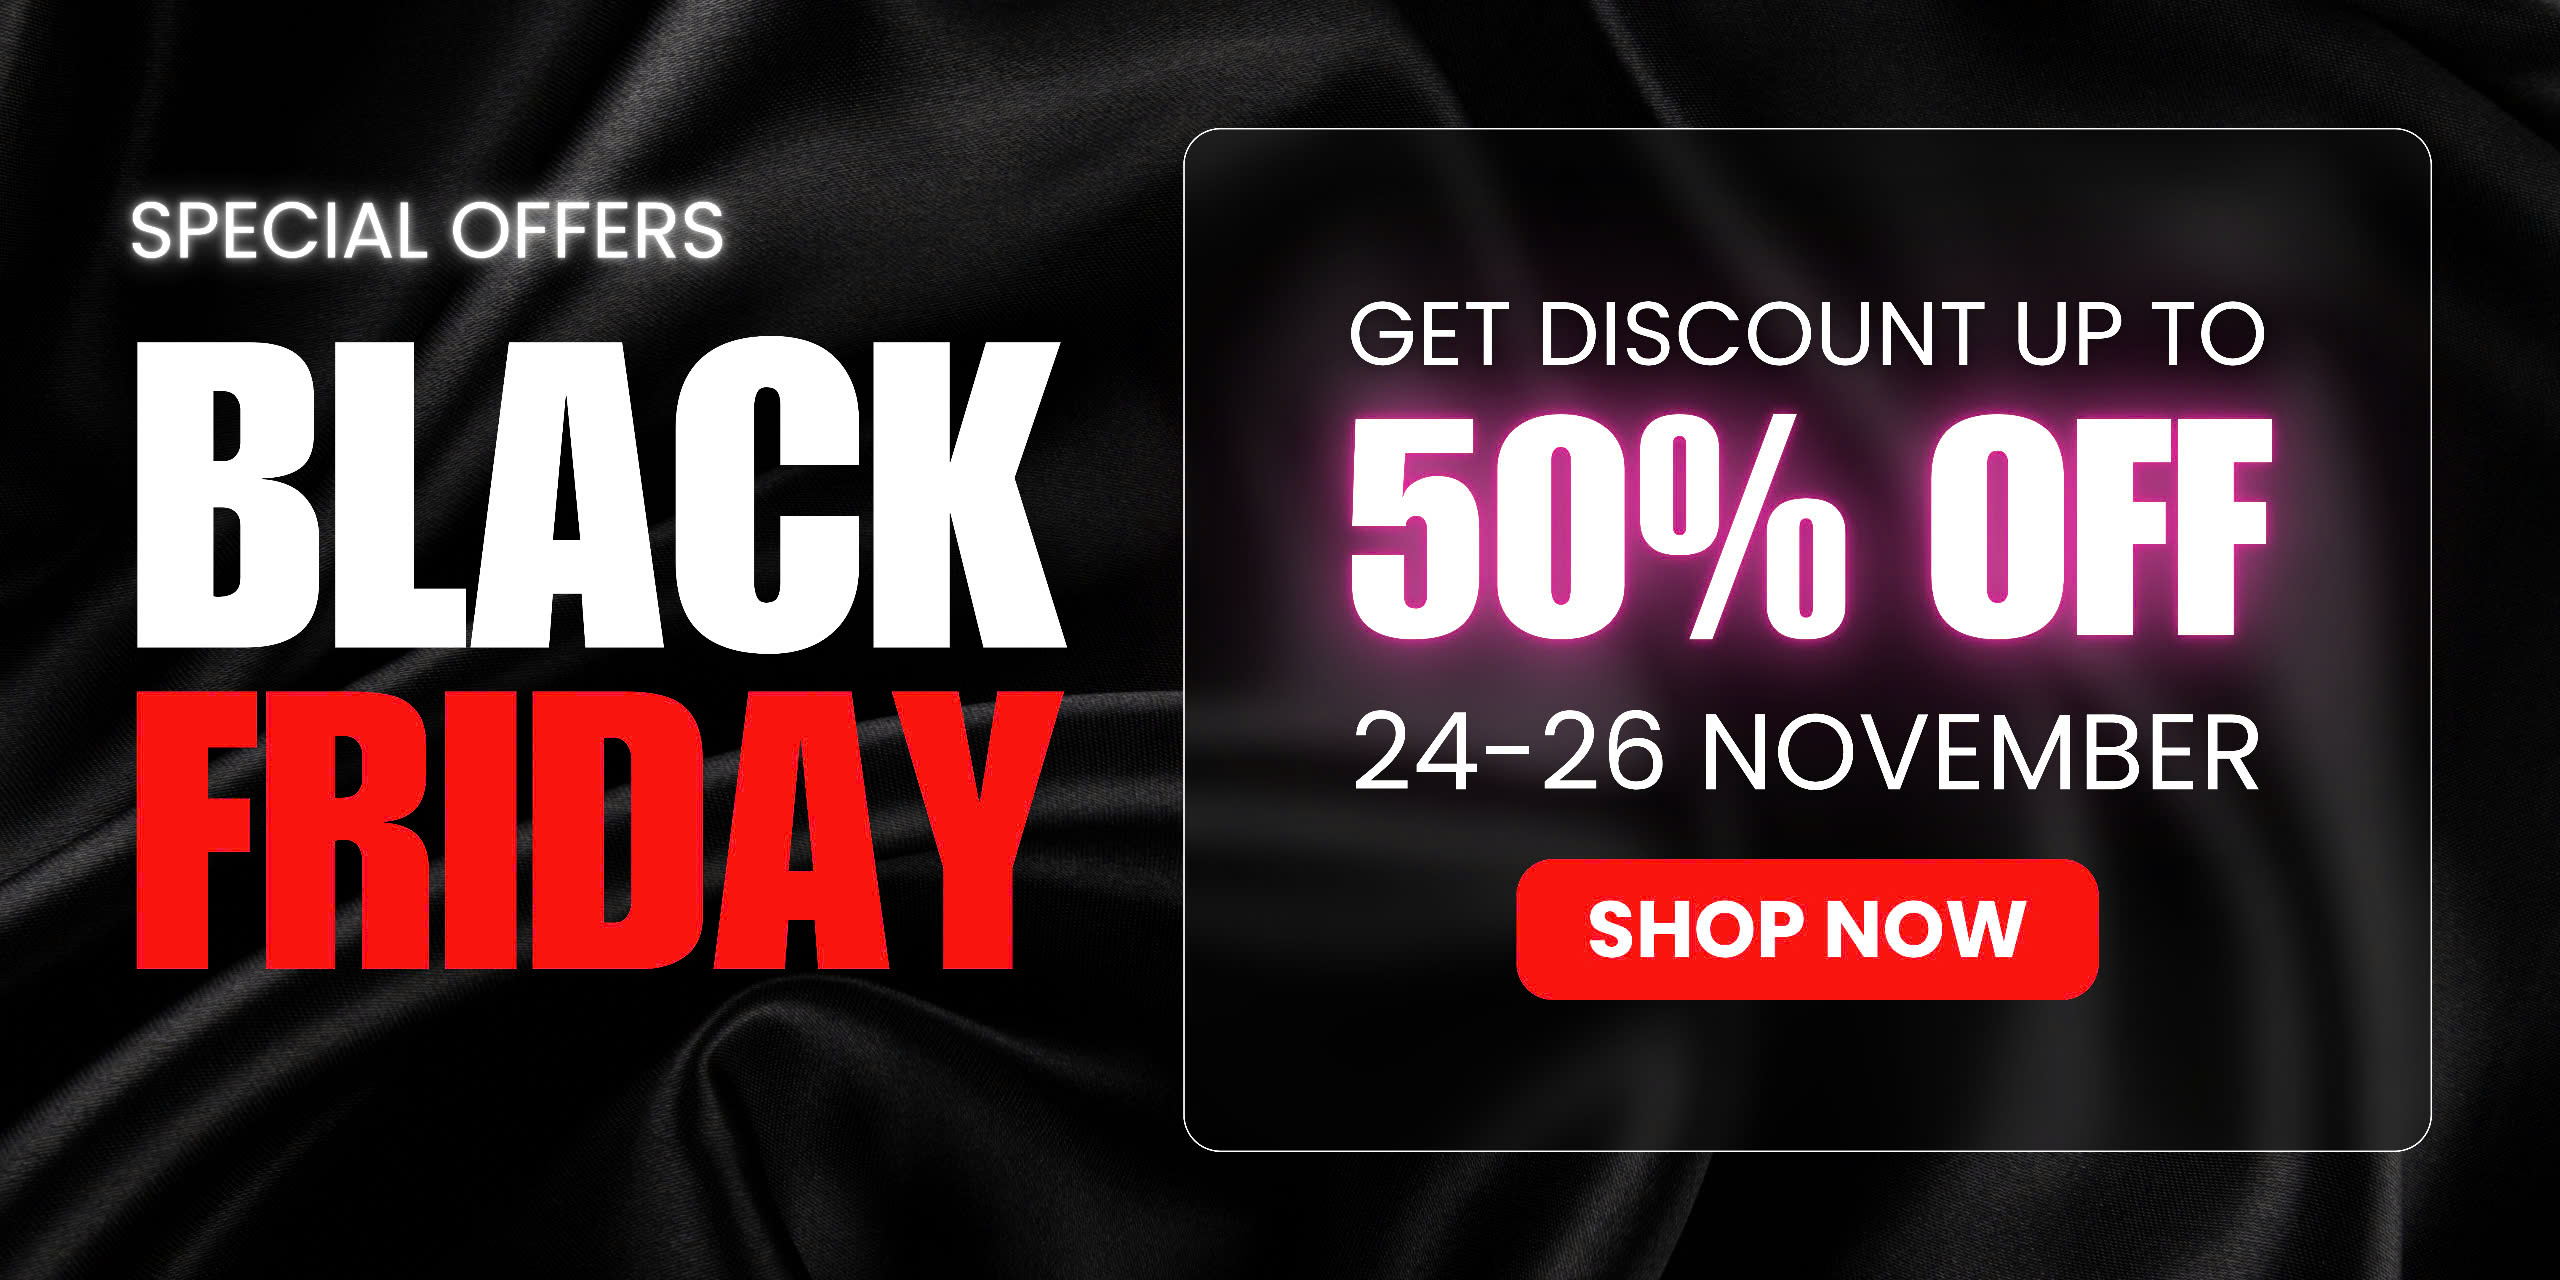 SPECIAL OFFERS
BLACK
FRIDAY
GET DISCOUNT UP TO
50% OFF
24-26 NOVEMBER
SHOP NOW